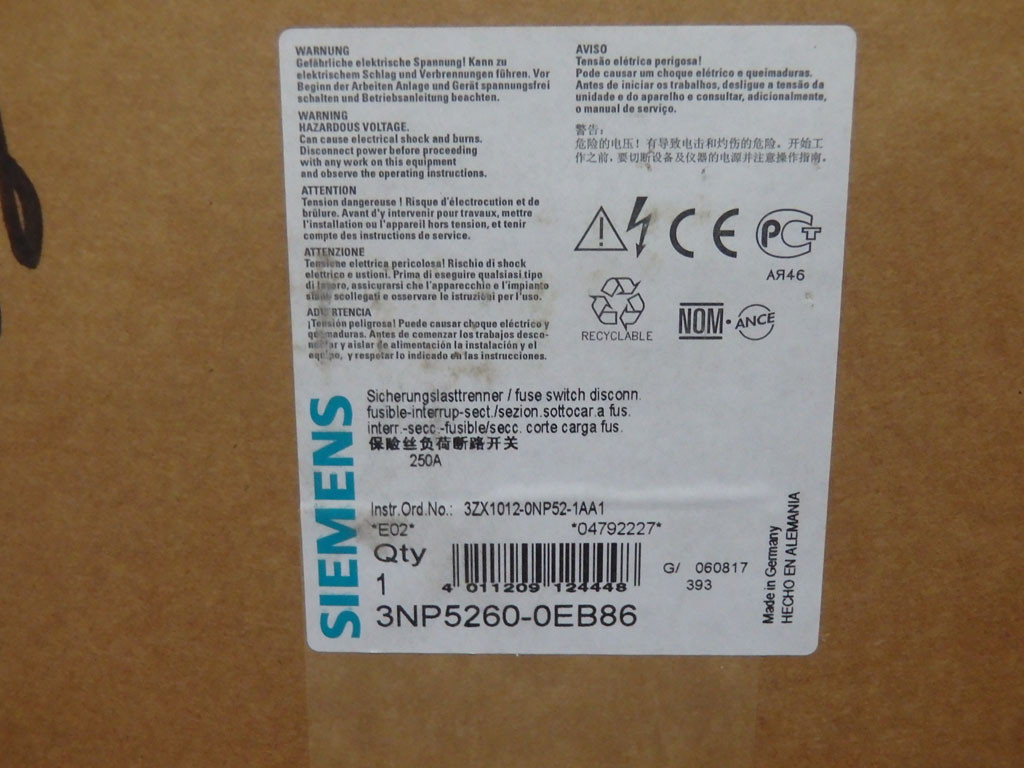 WARNUNG
Gefährliche elektrische Spannung! Kann zu
elektrischem Schlag und Verbrennungen führen. Vor
Beginn der Arbeiten Anlage und Gerät spannungsfrei
schalten und Betriebsanleitung beachten.
WARNING
HAZARDOUS VOLTAGE.
Can cause electrical shock and burns.
Disconnect power before proceeding
with any work on this equipment
and observe the operating instructions.
ATTENTION
Tension dangereuse ! Risque d'électrocution et de
brûlure. Avant d'y intervenir pour travaux, mettre
l'installation ou l'appareil hors tension, et tenir
compte des instructions de service.
ATTENZIONE
Tensione elettrica pericolosa! Rischio di shock
elettrico e ustioni. Prima di eseguire qualsiasi tipo
di lavoro, assicurarsi che l'apparecchio e l'impianto
siano scollegati e osservare le istruzioni per l'uso.
ADVERTENCIA
¡Tensión peligrosa! Puede causar choque eléctrico y
quemaduras. Antes de comenzar los trabajos desco-
nectar y aislar de alimentación la instalación y el
equipo, y respetar lo indicado en las instrucciones.
AVISO
Tensão elétrica perigosa!
Pode causar um choque elétrico e queimaduras.
Antes de iniciar os trabalhos, desligue a tensão da
unidade e do aparelho e consultar, adicionalmente,
o manual de serviço.
警告:
危险的电压! 有导致电击和灼伤的危险。开始工
作之前, 要切断设备及仪器的电源并注意操作指南。
CE
РСТ
АЯ46
RECYCLABLE
NOM·ANCE
SIEMENS
Sicherungslasttrenner / fuse switch disconn.
fusible-interrup-sect./sezion.sottocar.a fus.
interr.-secc.-fusible/secc. corte carga fus.
保险丝负荷断路开关
250A
Instr.Ord.No.: 3ZX1012-0NP52-1AA1
*E02* *04792227*
Qty
1
4 011209 124448
G/ 060817
393
3NP5260-0EB86
Made in Germany
HECHO EN ALEMANIA